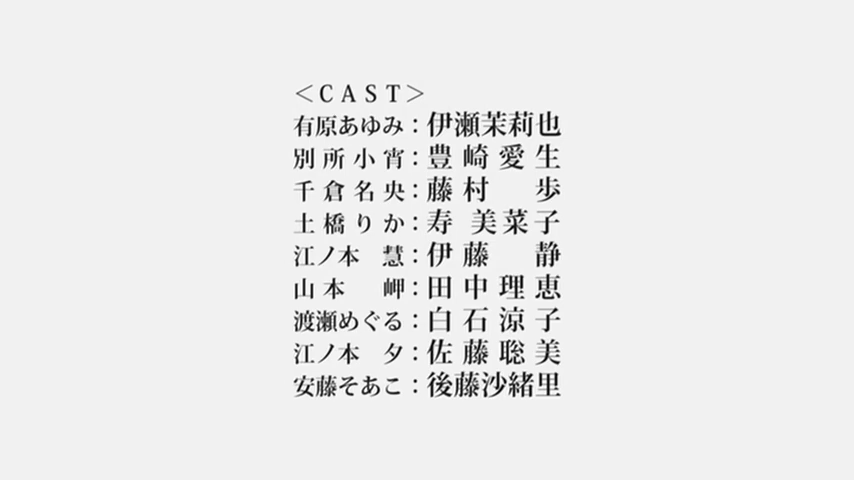 ＜CAST＞
有原あゆみ：伊瀬茉莉也
別所小宵：豊崎愛生
千倉名央：藤村　歩
土橋りか：寿 美菜子
江ノ本　慧：伊藤　静
山本　岬：田中理恵
渡瀬めぐる：白石涼子
江ノ本　夕：佐藤聡美
安藤そあこ：後藤沙緒里